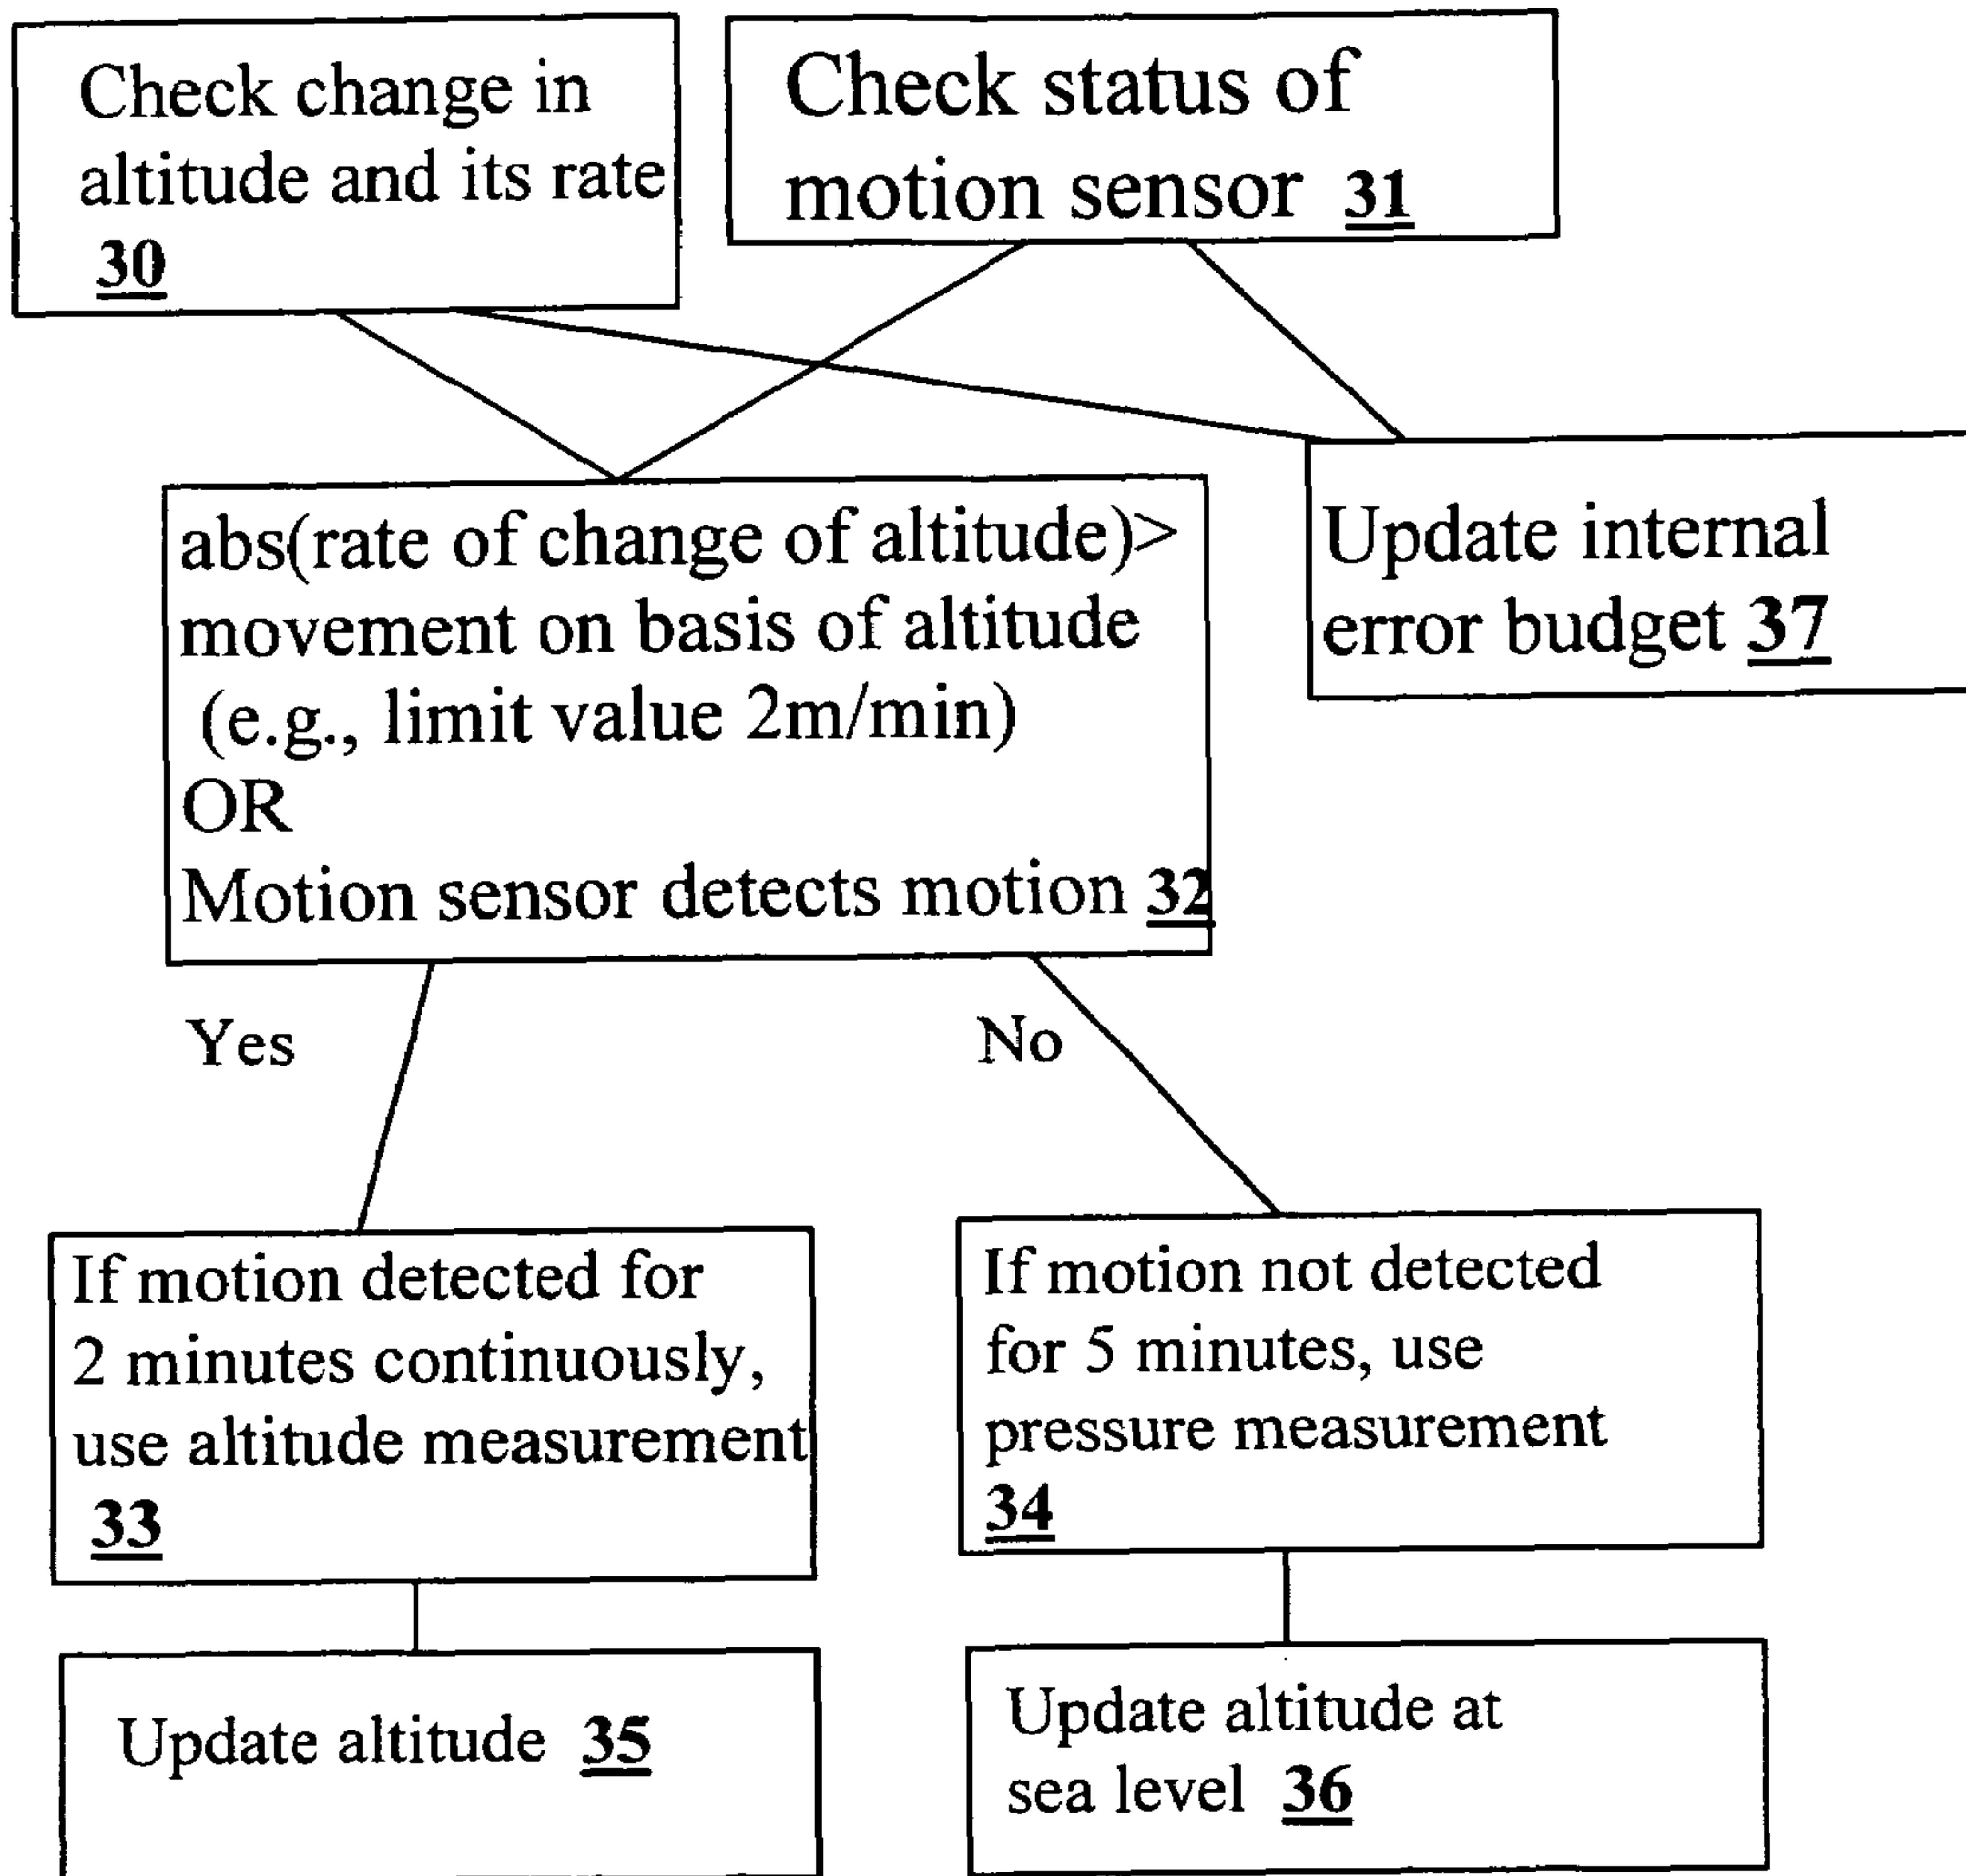 Check change in
altitude and its rate
30
Check status of
motion sensor 31
abs(rate of change of altitude)>
movement on basis of altitude
(e.g., limit value 2m/min)
OR
Motion sensor detects motion 32
Update internal
error budget 37
Yes
No
If motion detected for
2 minutes continuously,
use altitude measurement
33
If motion not detected
for 5 minutes, use
pressure measurement
34
Update altitude 35
Update altitude at
sea level 36